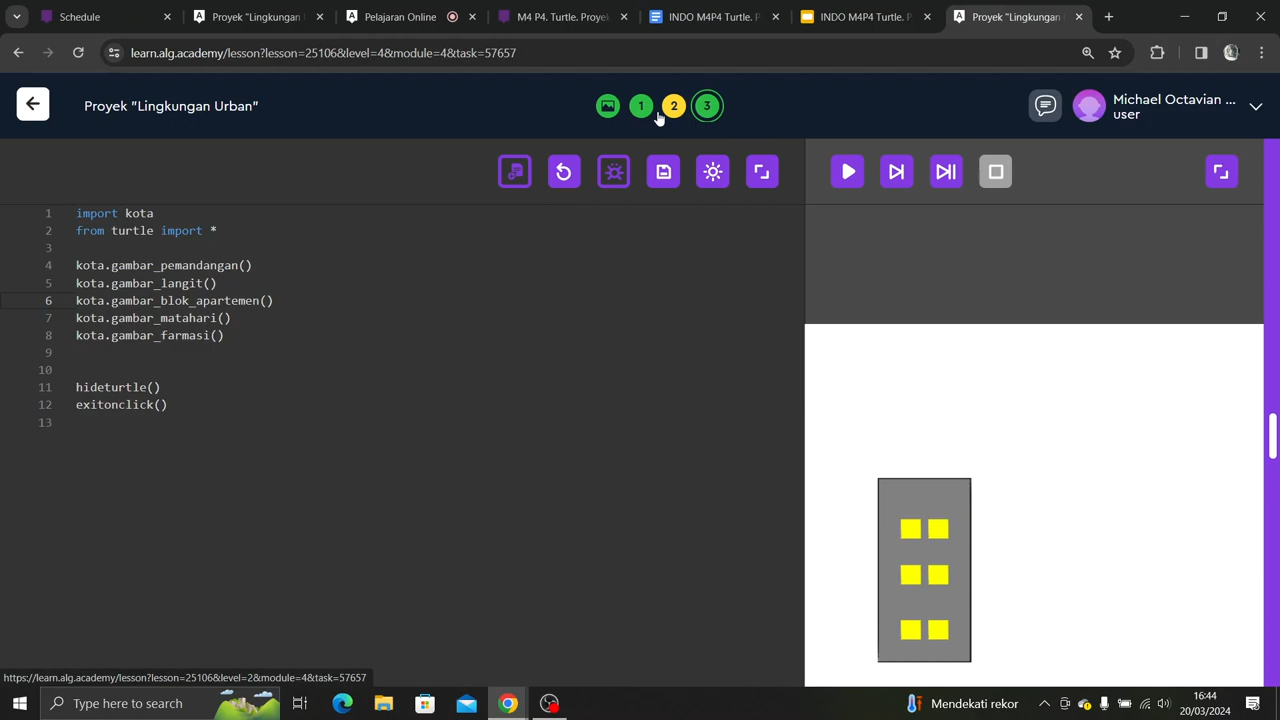 Schedule
Proyek "Lingkungan
Pelajaran Online
M4 P4. Turtle. Proye
INDO M4P4 Turtle. P
INDO M4P4 Turtle. P
Proyek "Lingkungan
learn.alg.academy/lesson?lesson=25106&level=4&module=4&task=57657
Proyek "Lingkungan Urban"
1
2
3
Michael Octavian ...
user
1 import kota
2 from turtle import *
3
4 kota.gambar_pemandangan()
5 kota.gambar_langit()
6 kota.gambar_blok_apartemen()
7 kota.gambar_matahari()
8 kota.gambar_farmasi()
9
10
11 hideturtle()
12 exitonclick()
13
https://learn.alg.academy/lesson?lesson=25106&level=2&module=4&task=57657
Type here to search
Mendekati rekor
16:44
20/03/2024